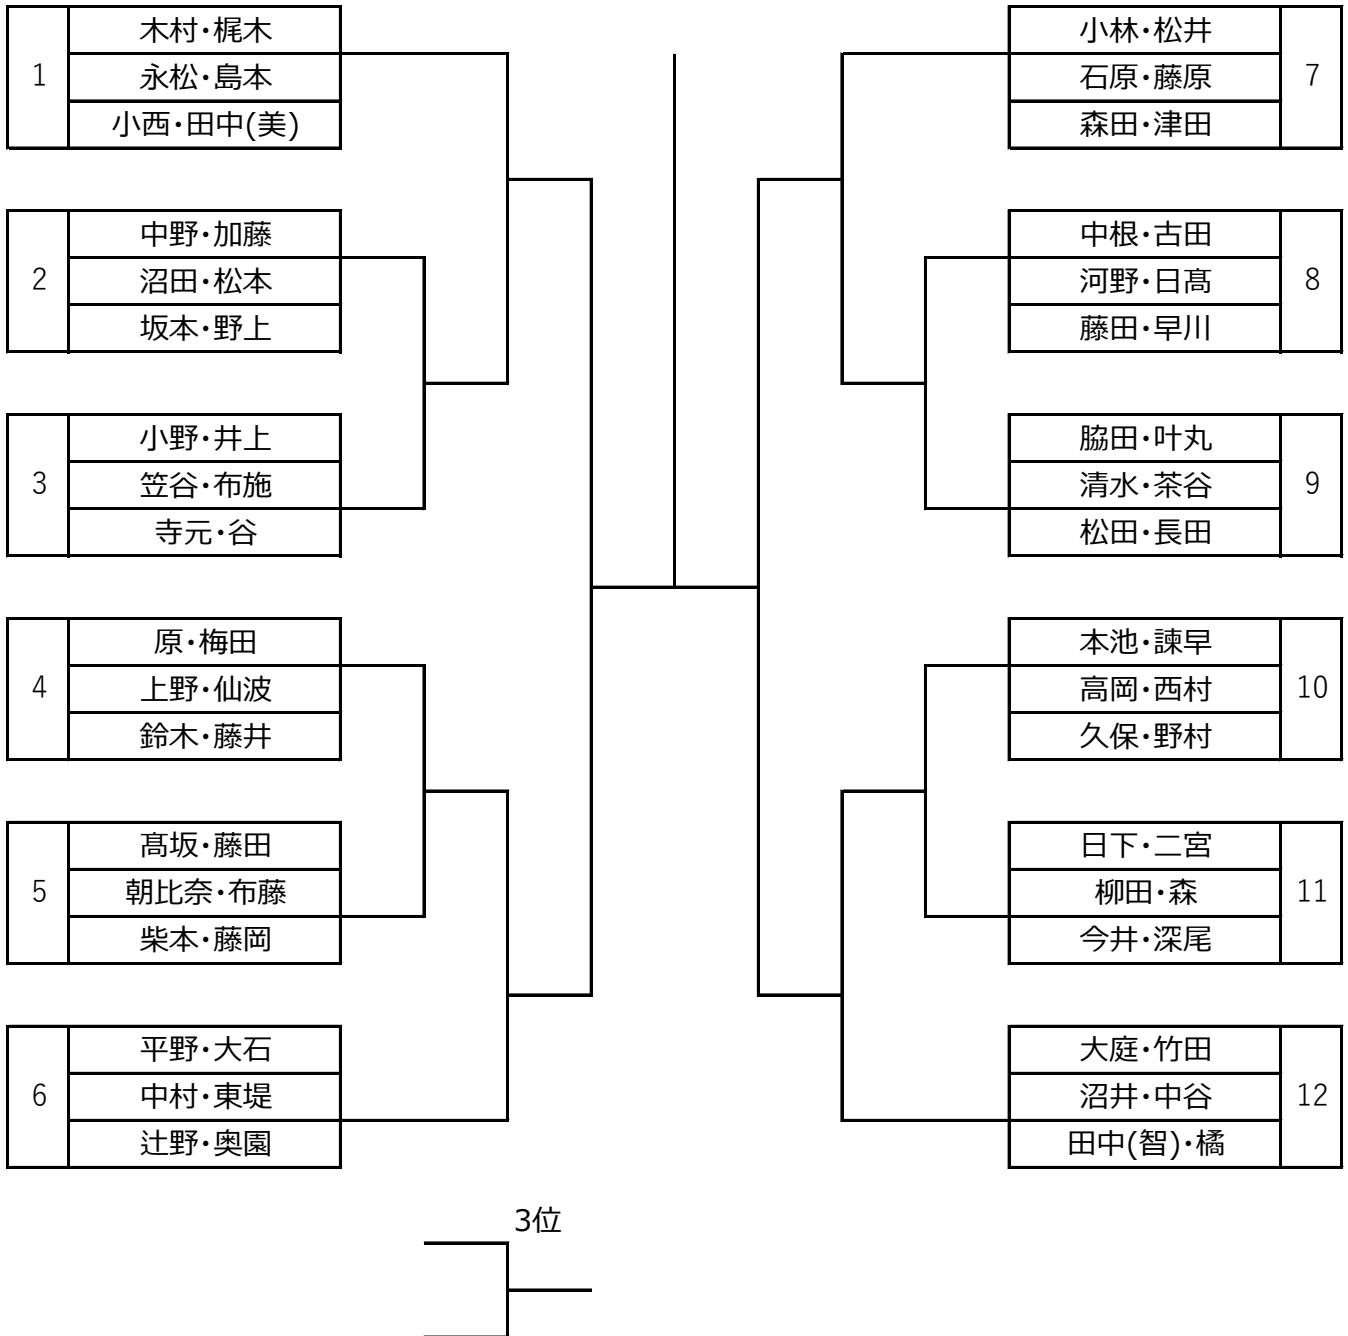 1
木村・梶木
永松・島本
小西・田中(美)
2
中野・加藤
沼田・松本
坂本・野上
3
小野・井上
笠谷・布施
寺元・谷
4
原・梅田
上野・仙波
鈴木・藤井
5
髙坂・藤田
朝比奈・布藤
柴本・藤岡
6
平野・大石
中村・東堤
辻野・奥園
小林・松井
石原・藤原
森田・津田
7
中根・古田
河野・日髙
藤田・早川
8
脇田・叶丸
清水・茶谷
松田・長田
9
本池・諫早
高岡・西村
久保・野村
10
日下・二宮
柳田・森
今井・深尾
11
大庭・竹田
沼井・中谷
田中(智)・橘
12
3位